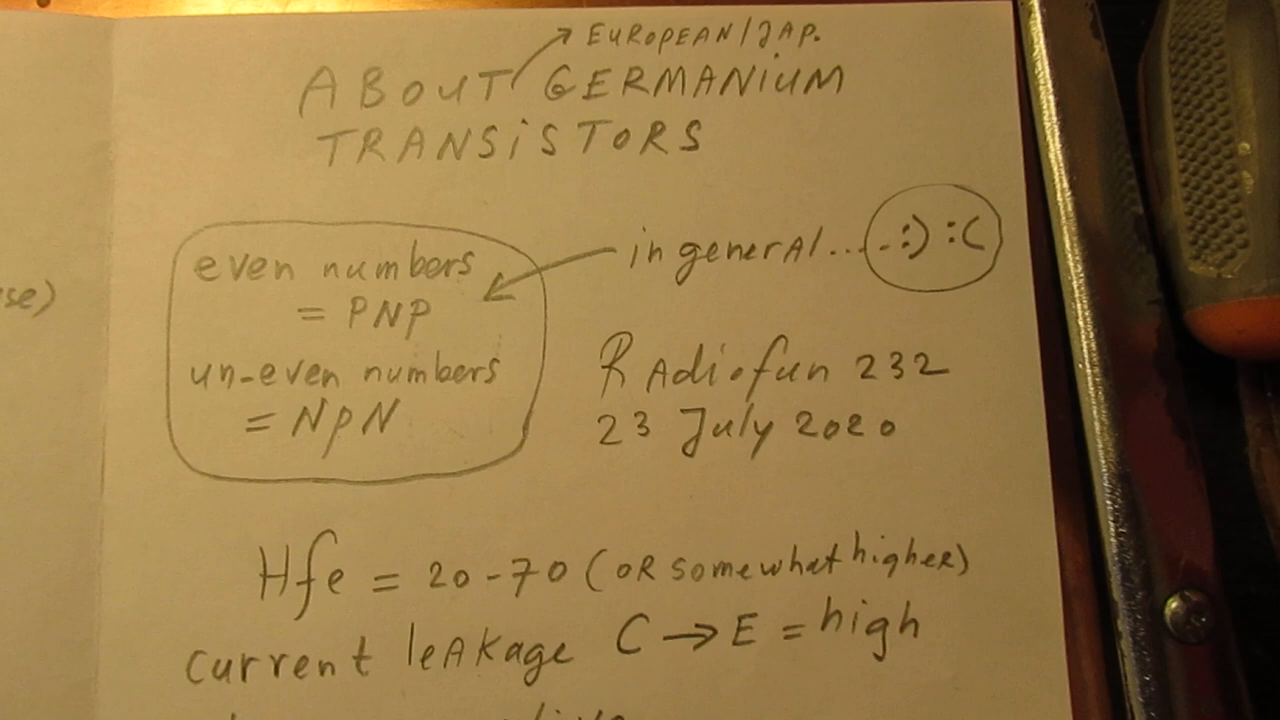 EUROPEAN/JAP.
ABOUT GERMANIUM
TRANSiSTORS
in general.... :) :(
even numbers
= PNP
un-even numbers
= NPN
RAdiofun 232
23 July 2020
se)
Hfe = 20-70 (OR somewhat higher)
current leAkage C → E = high